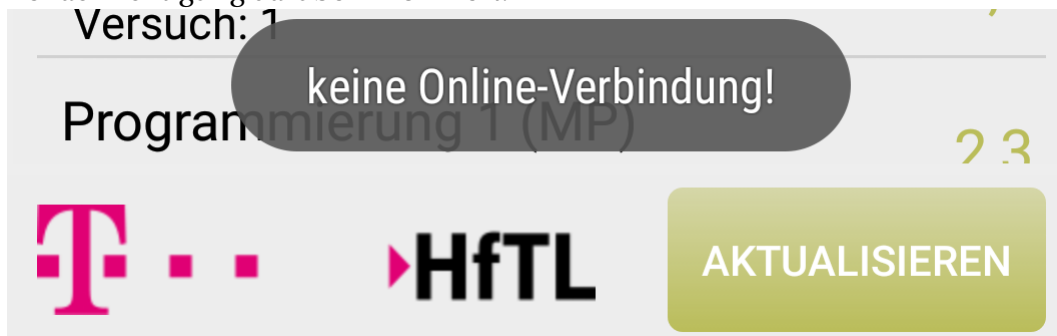 Versuch: 1
keine Online-Verbindung!
Programmierung 1 (MP)
2,3
T
HfTL
AKTUALISIEREN